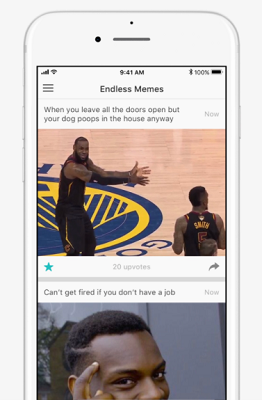 9:41 AM
100%
Endless Memes
When you leave all the doors open but
your dog poops in the house anyway
Now
SMITH
20 upvotes
Can't get fired if you don't have a job
Now